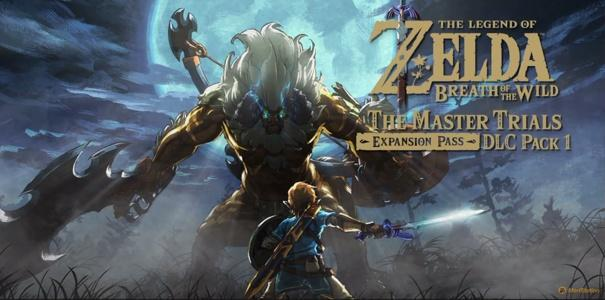 THE LEGEND OF
ZELDA
BREATH OF THE WILD
THE MASTER TRIALS
EXPANSION PASS DLC PACK 1